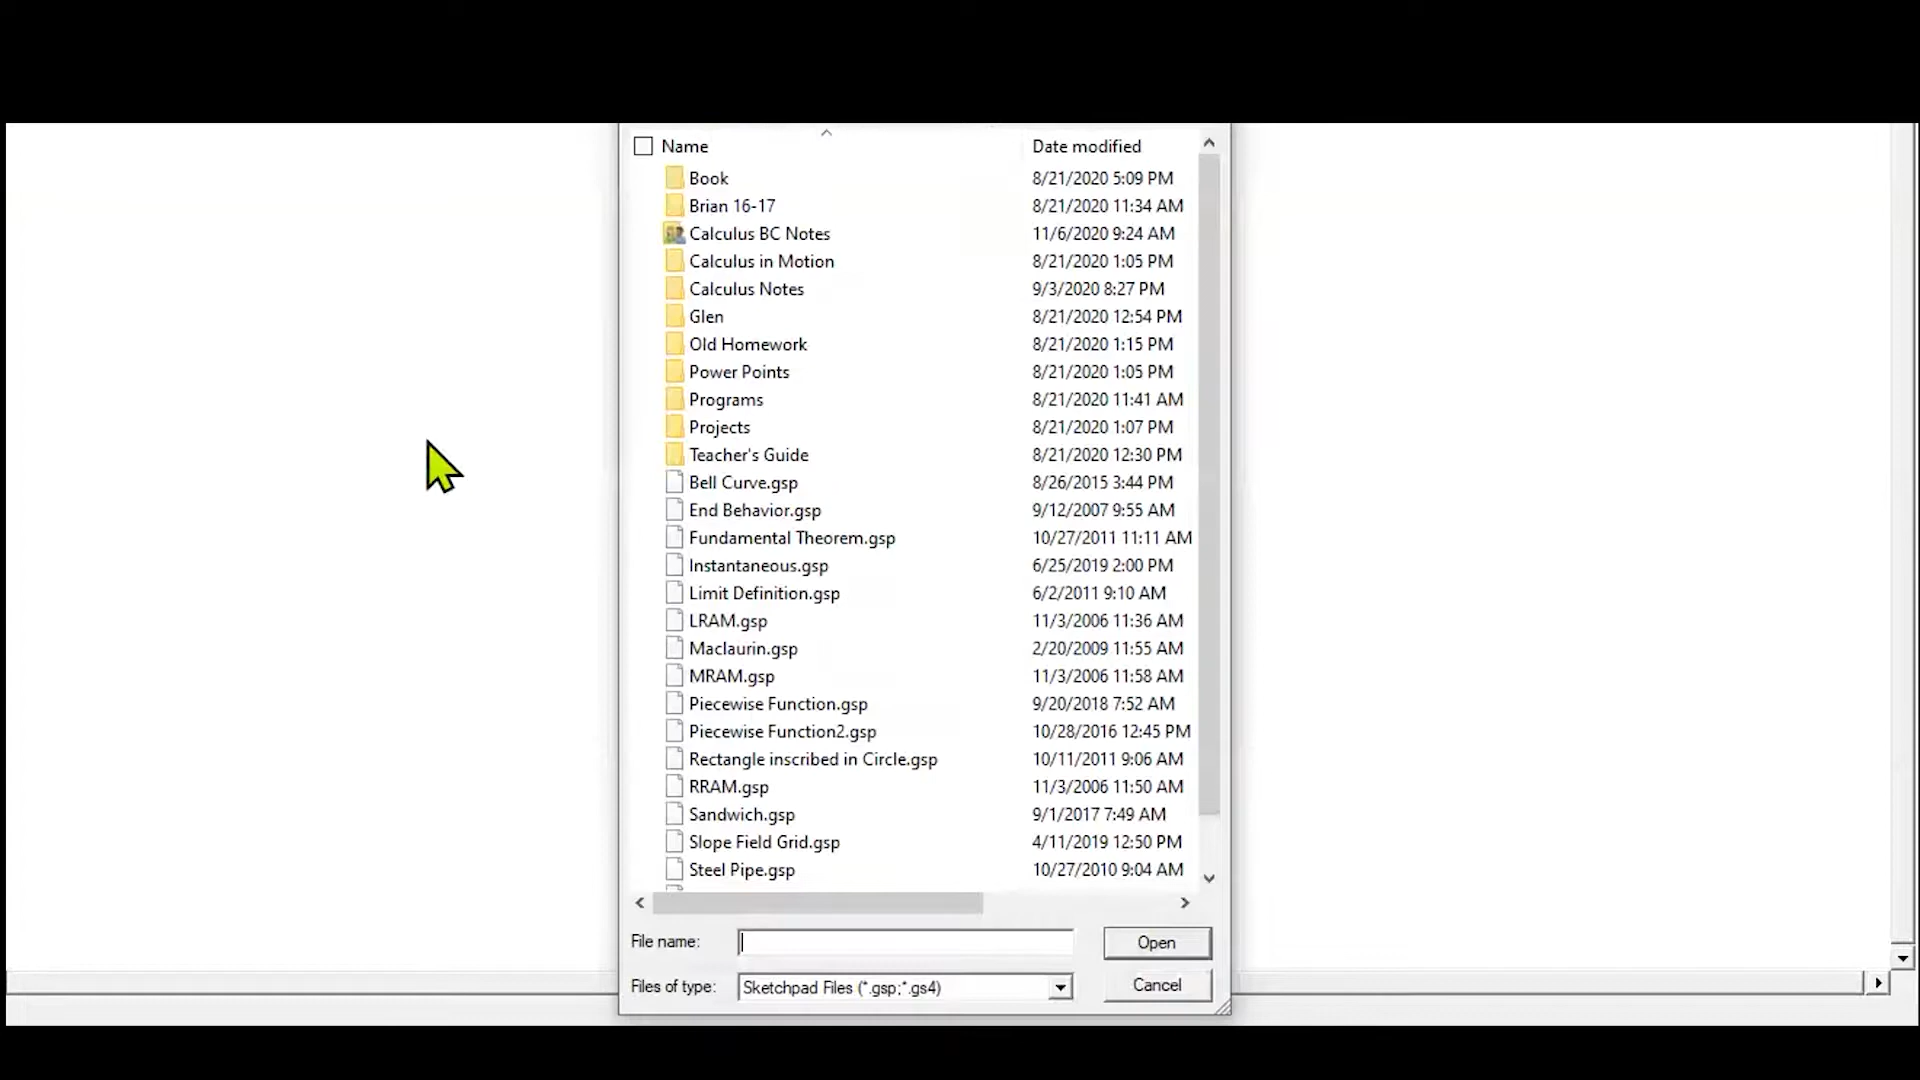 Name Date modified
Book 8/21/2020 5:09 PM
Brian 16-17 8/21/2020 11:34 AM
Calculus BC Notes 11/6/2020 9:24 AM
Calculus in Motion 8/21/2020 1:05 PM
Calculus Notes 9/3/2020 8:27 PM
Glen 8/21/2020 12:54 PM
Old Homework 8/21/2020 1:15 PM
Power Points 8/21/2020 1:05 PM
Programs 8/21/2020 11:41 AM
Projects 8/21/2020 1:07 PM
Teacher's Guide 8/21/2020 12:30 PM
Bell Curve.gsp 8/26/2015 3:44 PM
End Behavior.gsp 9/12/2007 9:55 AM
Fundamental Theorem.gsp 10/27/2011 11:11 AM
Instantaneous.gsp 6/25/2019 2:00 PM
Limit Definition.gsp 6/2/2011 9:10 AM
LRAM.gsp 11/3/2006 11:36 AM
Maclaurin.gsp 2/20/2009 11:55 AM
MRAM.gsp 11/3/2006 11:58 AM
Piecewise Function.gsp 9/20/2018 7:52 AM
Piecewise Function2.gsp 10/28/2016 12:45 PM
Rectangle inscribed in Circle.gsp 10/11/2011 9:06 AM
RRAM.gsp 11/3/2006 11:50 AM
Sandwich.gsp 9/1/2017 7:49 AM
Slope Field Grid.gsp 4/11/2019 12:50 PM
Steel Pipe.gsp 10/27/2010 9:04 AM
File name: Open
Files of type: Sketchpad Files (*.gsp;*.gs4) Cancel